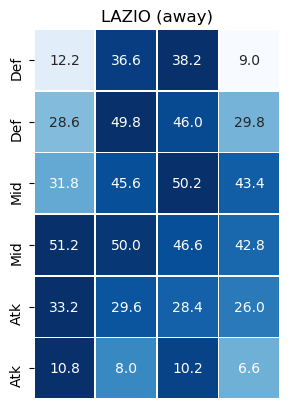 LAZIO (away)
Def 12.2 36.6 38.2 9.0
Def 28.6 49.8 46.0 29.8
Mid 31.8 45.6 50.2 43.4
Mid 51.2 50.0 46.6 42.8
Atk 33.2 29.6 28.4 26.0
Atk 10.8 8.0 10.2 6.6